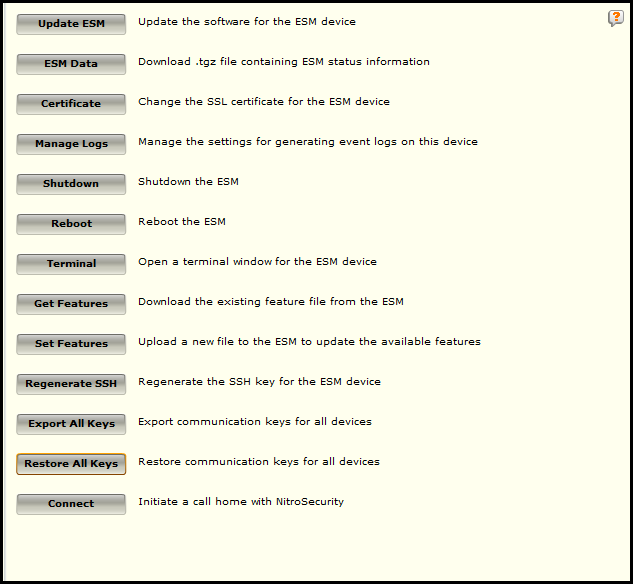 Update ESM Update the software for the ESM device
?
ESM Data Download .tgz file containing ESM status information
Certificate Change the SSL certificate for the ESM device
Manage Logs Manage the settings for generating event logs on this device
Shutdown Shutdown the ESM
Reboot Reboot the ESM
Terminal Open a terminal window for the ESM device
Get Features Download the existing feature file from the ESM
Set Features Upload a new file to the ESM to update the available features
Regenerate SSH Regenerate the SSH key for the ESM device
Export All Keys Export communication keys for all devices
Restore All Keys Restore communication keys for all devices
Connect Initiate a call home with NitroSecurity